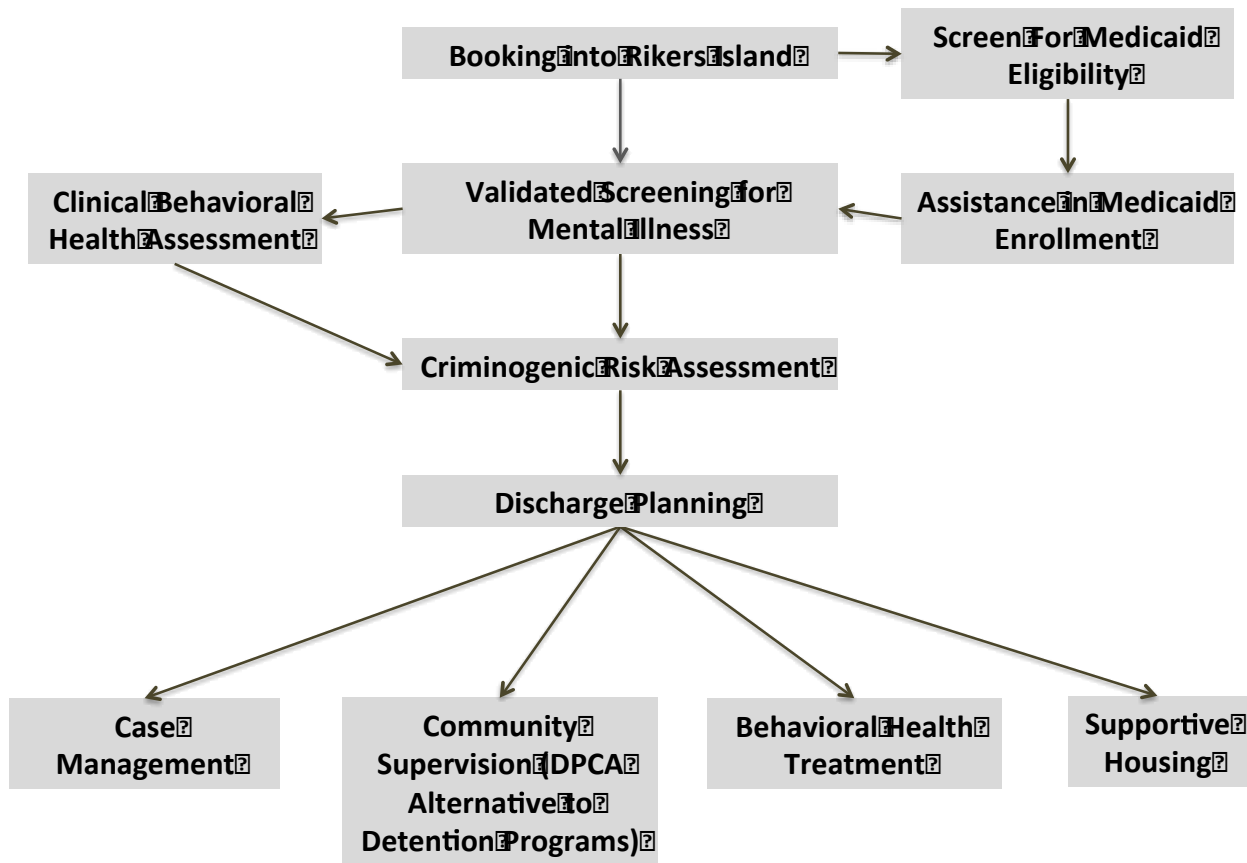 Booking into Rikers Island
Screen For Medicaid
Eligibility
Clinical Behavioral
Health Assessment
Validated Screening for
Mental Illness
Assistance in Medicaid
Enrollment
Criminogenic Risk Assessment
Discharge Planning
Case
Management
Community
Supervision (DPCA
Alternative to
Detention Programs)
Behavioral Health
Treatment
Supportive
Housing